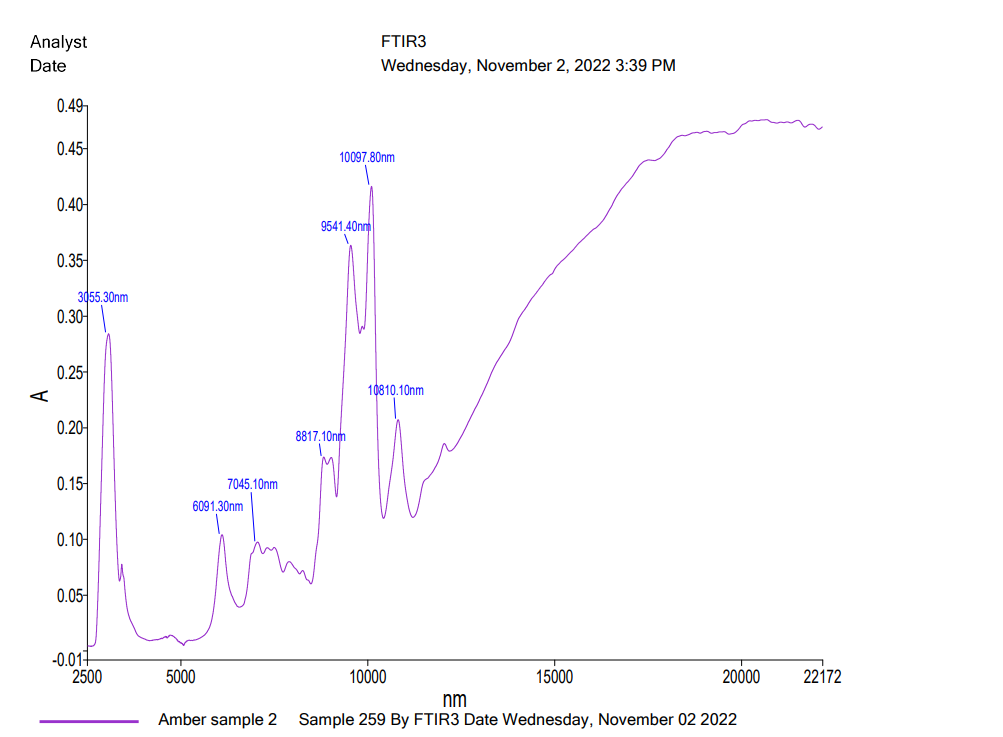 Analyst FTIR3
Date Wednesday, November 2, 2022 3:39 PM
0.49
0.45
10097.80nm
0.40
9541.40nm
0.35
3055.30nm
0.30
0.25
A
10810.10nm
0.20
8817.10nm
7045.10nm
0.15
6091.30nm
0.10
0.05
-0.01
2500 5000 10000 15000 20000 22172
nm
Amber sample 2 Sample 259 By FTIR3 Date Wednesday, November 02 2022